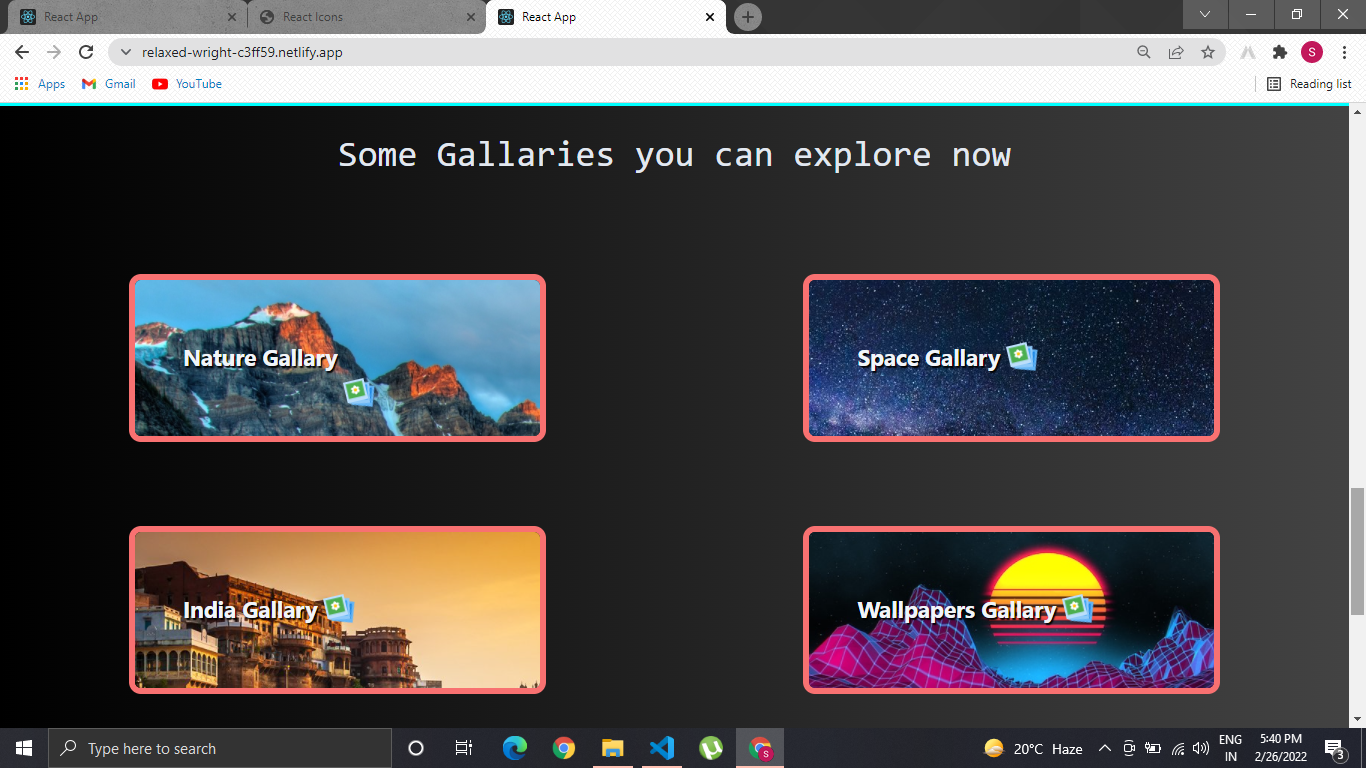 React App
React Icons
React App
relaxed-wright-c3ff59.netlify.app
S
Apps
Gmail
YouTube
Reading list
Some Gallaries you can explore now
Nature Gallary
Space Gallary
India Gallary
Wallpapers Gallary
Type here to search
S
20°C Haze
ENG
IN
5:40 PM
2/26/2022
3